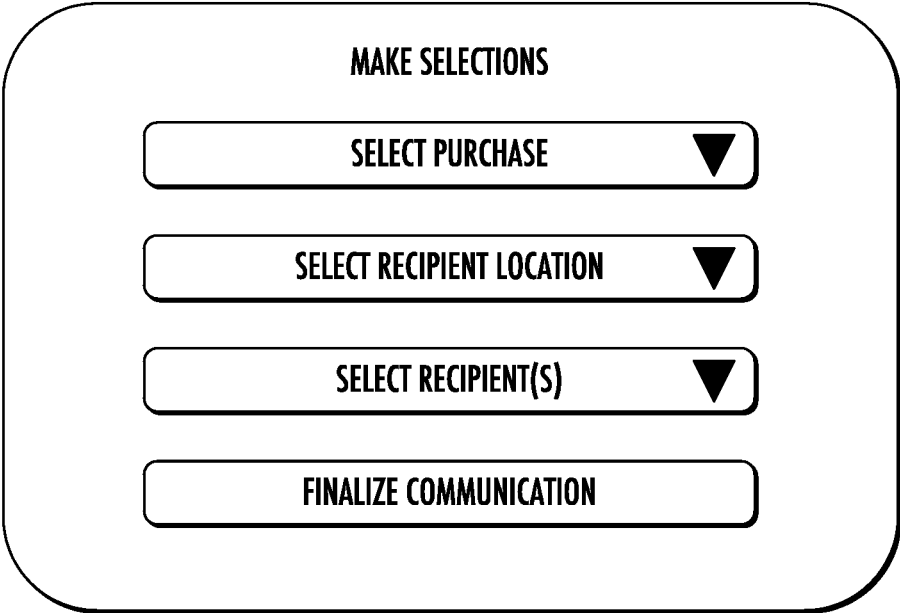 MAKE SELECTIONS
SELECT PURCHASE
SELECT RECIPIENT LOCATION
SELECT RECIPIENT(S)
FINALIZE COMMUNICATION